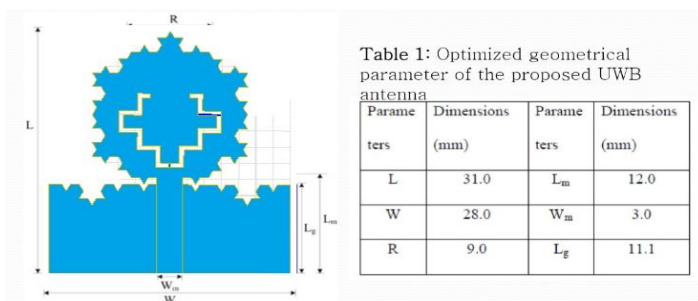 R
L
Lg
Lm
Wm
W
Table 1: Optimized geometrical
parameter of the proposed UWB
antenna
Parame Dimensions Parame Dimensions
ters (mm) ters (mm)
L 31.0 Lm 12.0
W 28.0 Wm 3.0
R 9.0 Lg 11.1